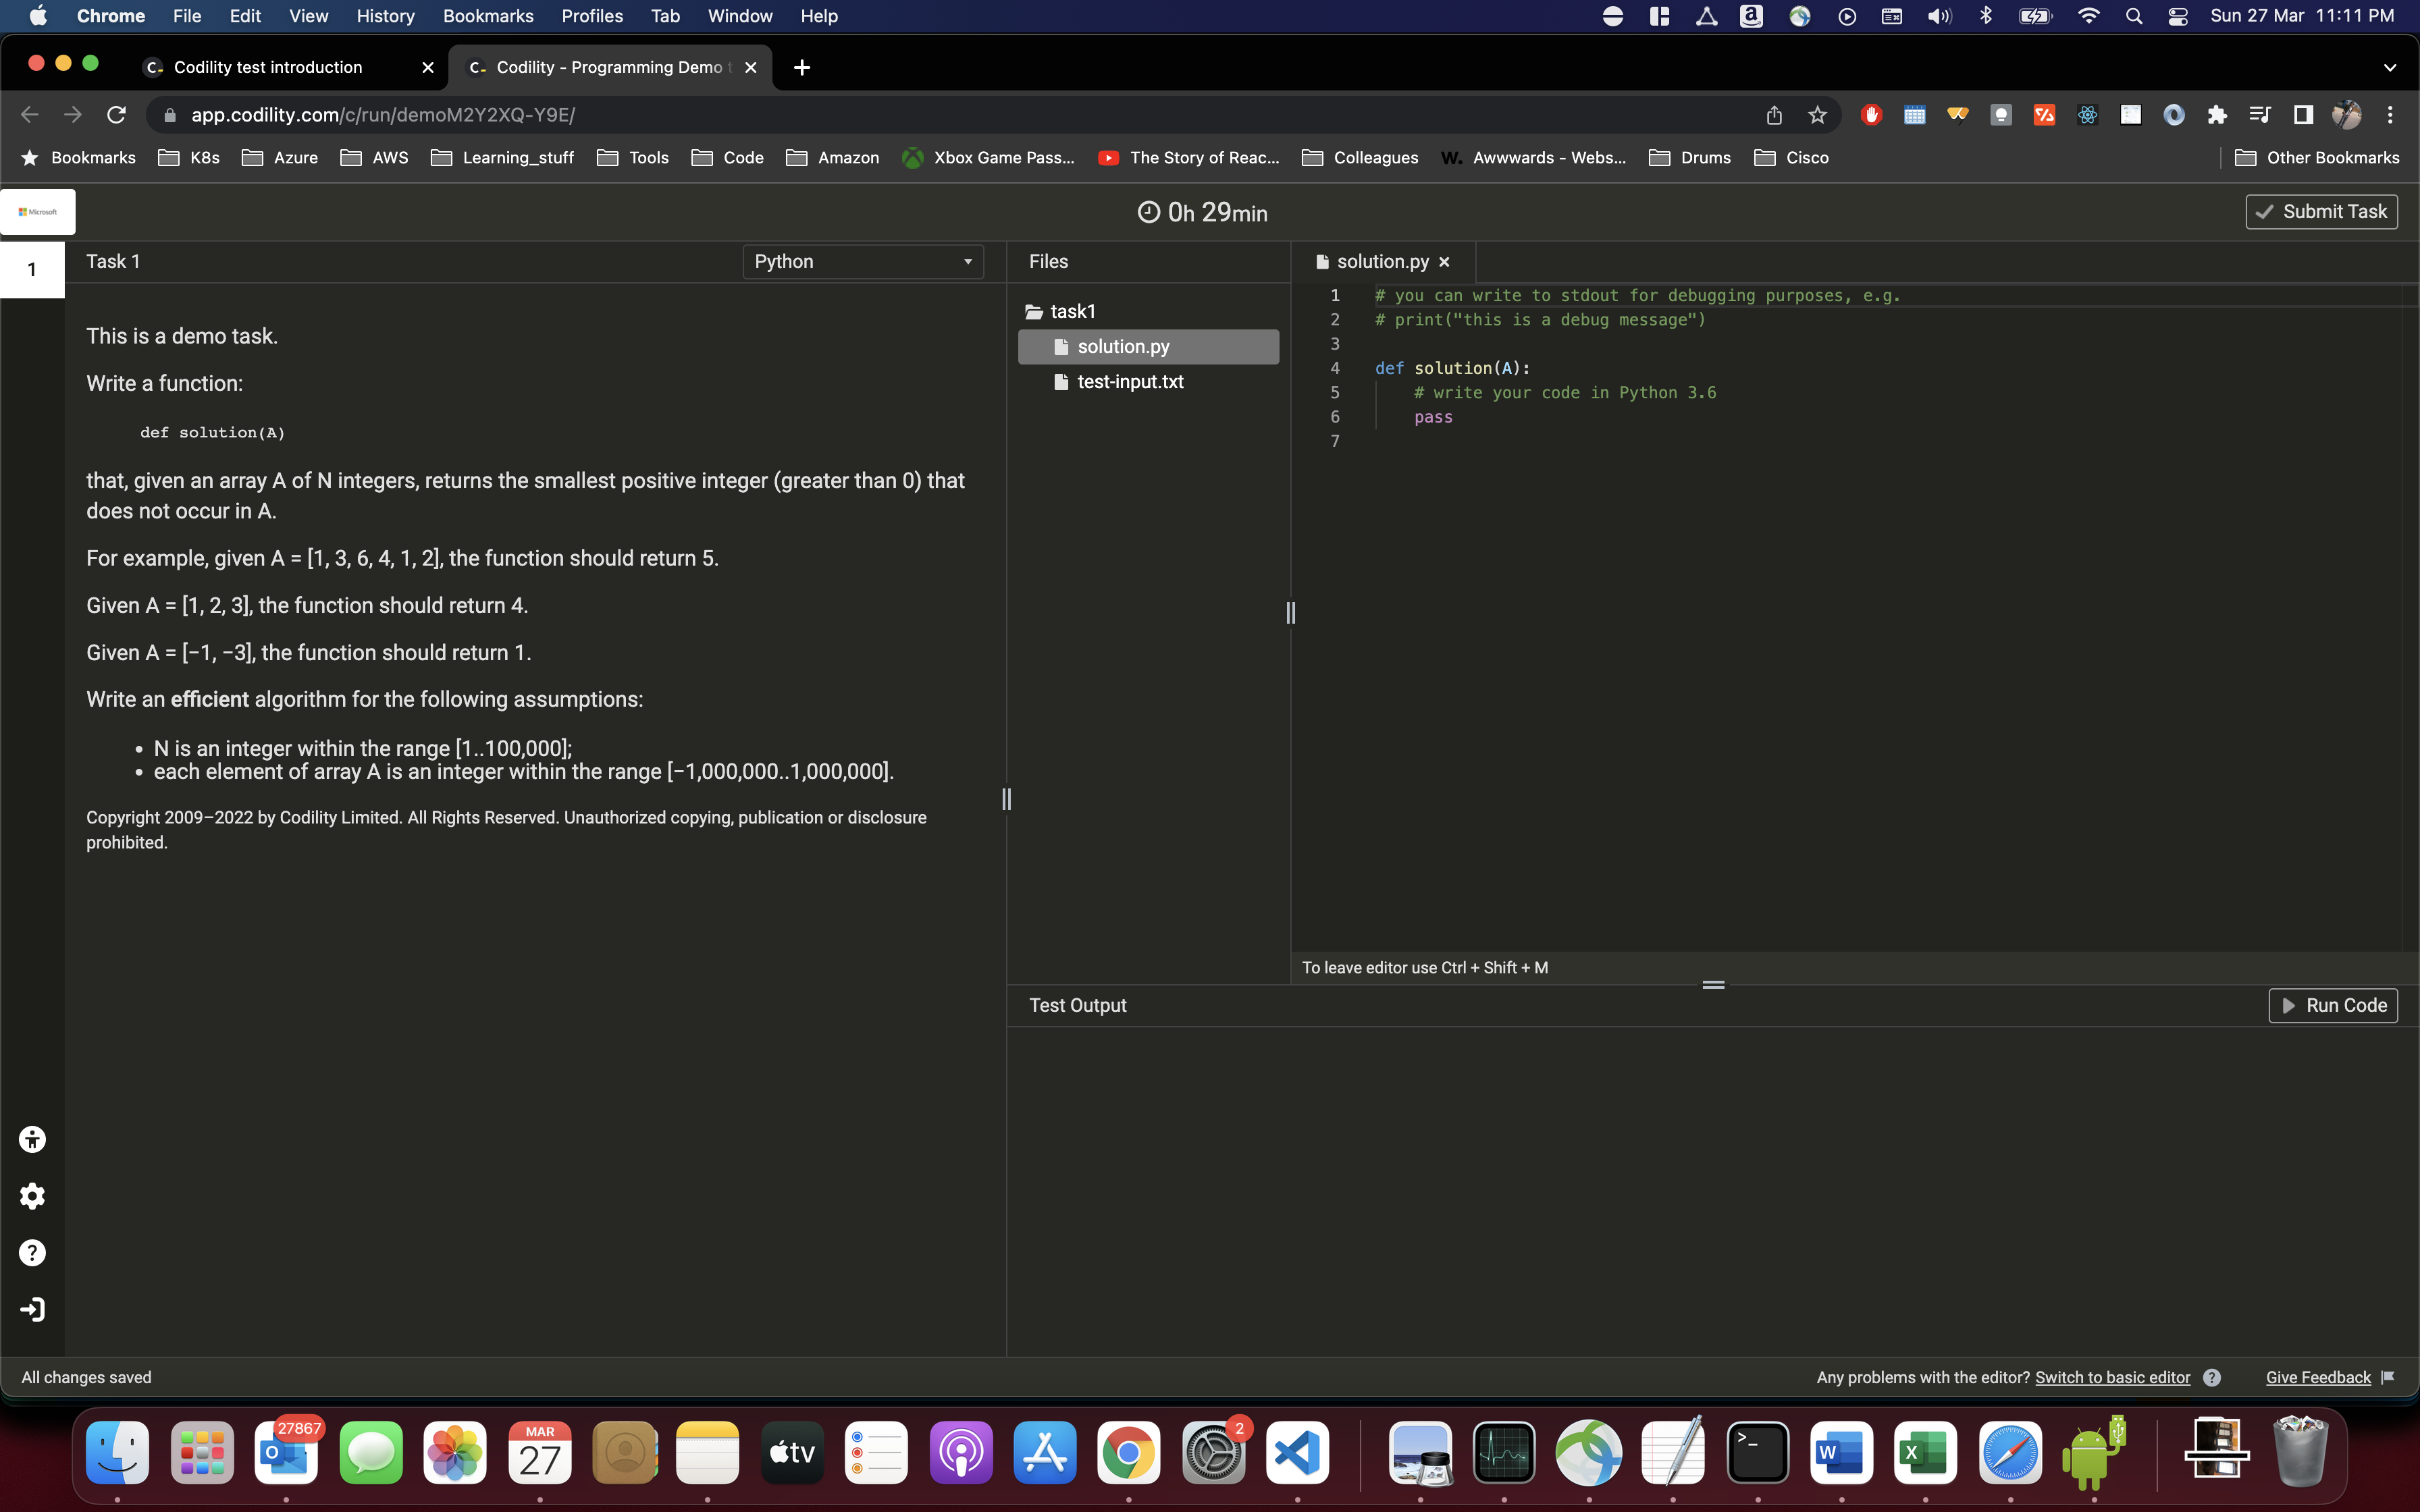 Chrome File Edit View History Bookmarks Profiles Tab Window Help Sun 27 Mar 11:11 PM
Codility test introduction Codility - Programming Demo t
app.codility.com/c/run/demoM2Y2XQ-Y9E/
Bookmarks K8s Azure AWS Learning_stuff Tools Code Amazon Xbox Game Pass... The Story of Reac... Colleagues W. Awwwards - Webs... Drums Cisco Other Bookmarks
Microsoft 0h 29min Submit Task
1 Task 1 Python Files solution.py
This is a demo task.
Write a function:
def solution(A)
that, given an array A of N integers, returns the smallest positive integer (greater than 0) that
does not occur in A.
For example, given A = [1, 3, 6, 4, 1, 2], the function should return 5.
Given A = [1, 2, 3], the function should return 4.
Given A = [−1, −3], the function should return 1.
Write an efficient algorithm for the following assumptions:
• N is an integer within the range [1..100,000];
• each element of array A is an integer within the range [−1,000,000..1,000,000].
Copyright 2009–2022 by Codility Limited. All Rights Reserved. Unauthorized copying, publication or disclosure
prohibited.
task1
solution.py
test-input.txt
1 # you can write to stdout for debugging purposes, e.g.
2 # print("this is a debug message")
3
4 def solution(A):
5 # write your code in Python 3.6
6 pass
7
To leave editor use Ctrl + Shift + M
Test Output Run Code
All changes saved Any problems with the editor? Switch to basic editor ? Give Feedback
27867 MAR 2
27 tv